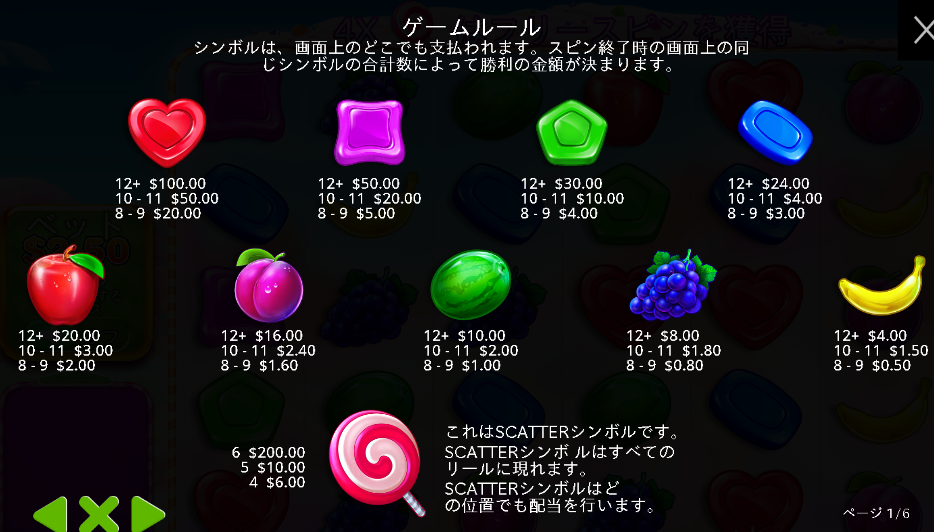 ゲームルール
シンボルは、画面上のどこでも支払われます。スピン終了時の画面上の同
じシンボルの合計数によって勝利の金額が決まります。
12+ $100.00
10 - 11 $50.00
8 - 9 $20.00
12+ $50.00
10 - 11 $20.00
8 - 9 $5.00
12+ $30.00
10 - 11 $10.00
8 - 9 $4.00
12+ $24.00
10 - 11 $4.00
8 - 9 $3.00
12+ $20.00
10 - 11 $3.00
8 - 9 $2.00
12+ $16.00
10 - 11 $2.40
8 - 9 $1.60
12+ $10.00
10 - 11 $2.00
8 - 9 $1.00
12+ $8.00
10 - 11 $1.80
8 - 9 $0.80
12+ $4.00
10 - 11 $1.50
8 - 9 $0.50
6 $200.00
5 $10.00
4 $6.00
これはSCATTERシンボルです。
SCATTERシンボ ルはすべての
リールに現れます。
SCATTERシンボルはど
の位置でも配当を行います。
ページ 1/6